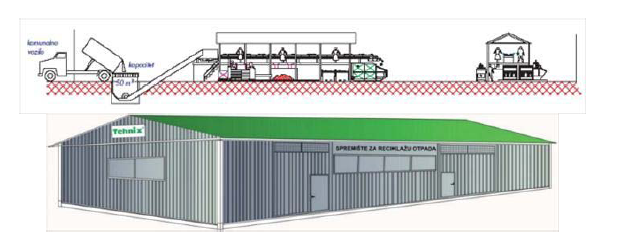 komunalno
vozilo
kapacitet
50 m³
Tehnix
SPREMIŠTE ZA RECIKLAŽU OTPADA